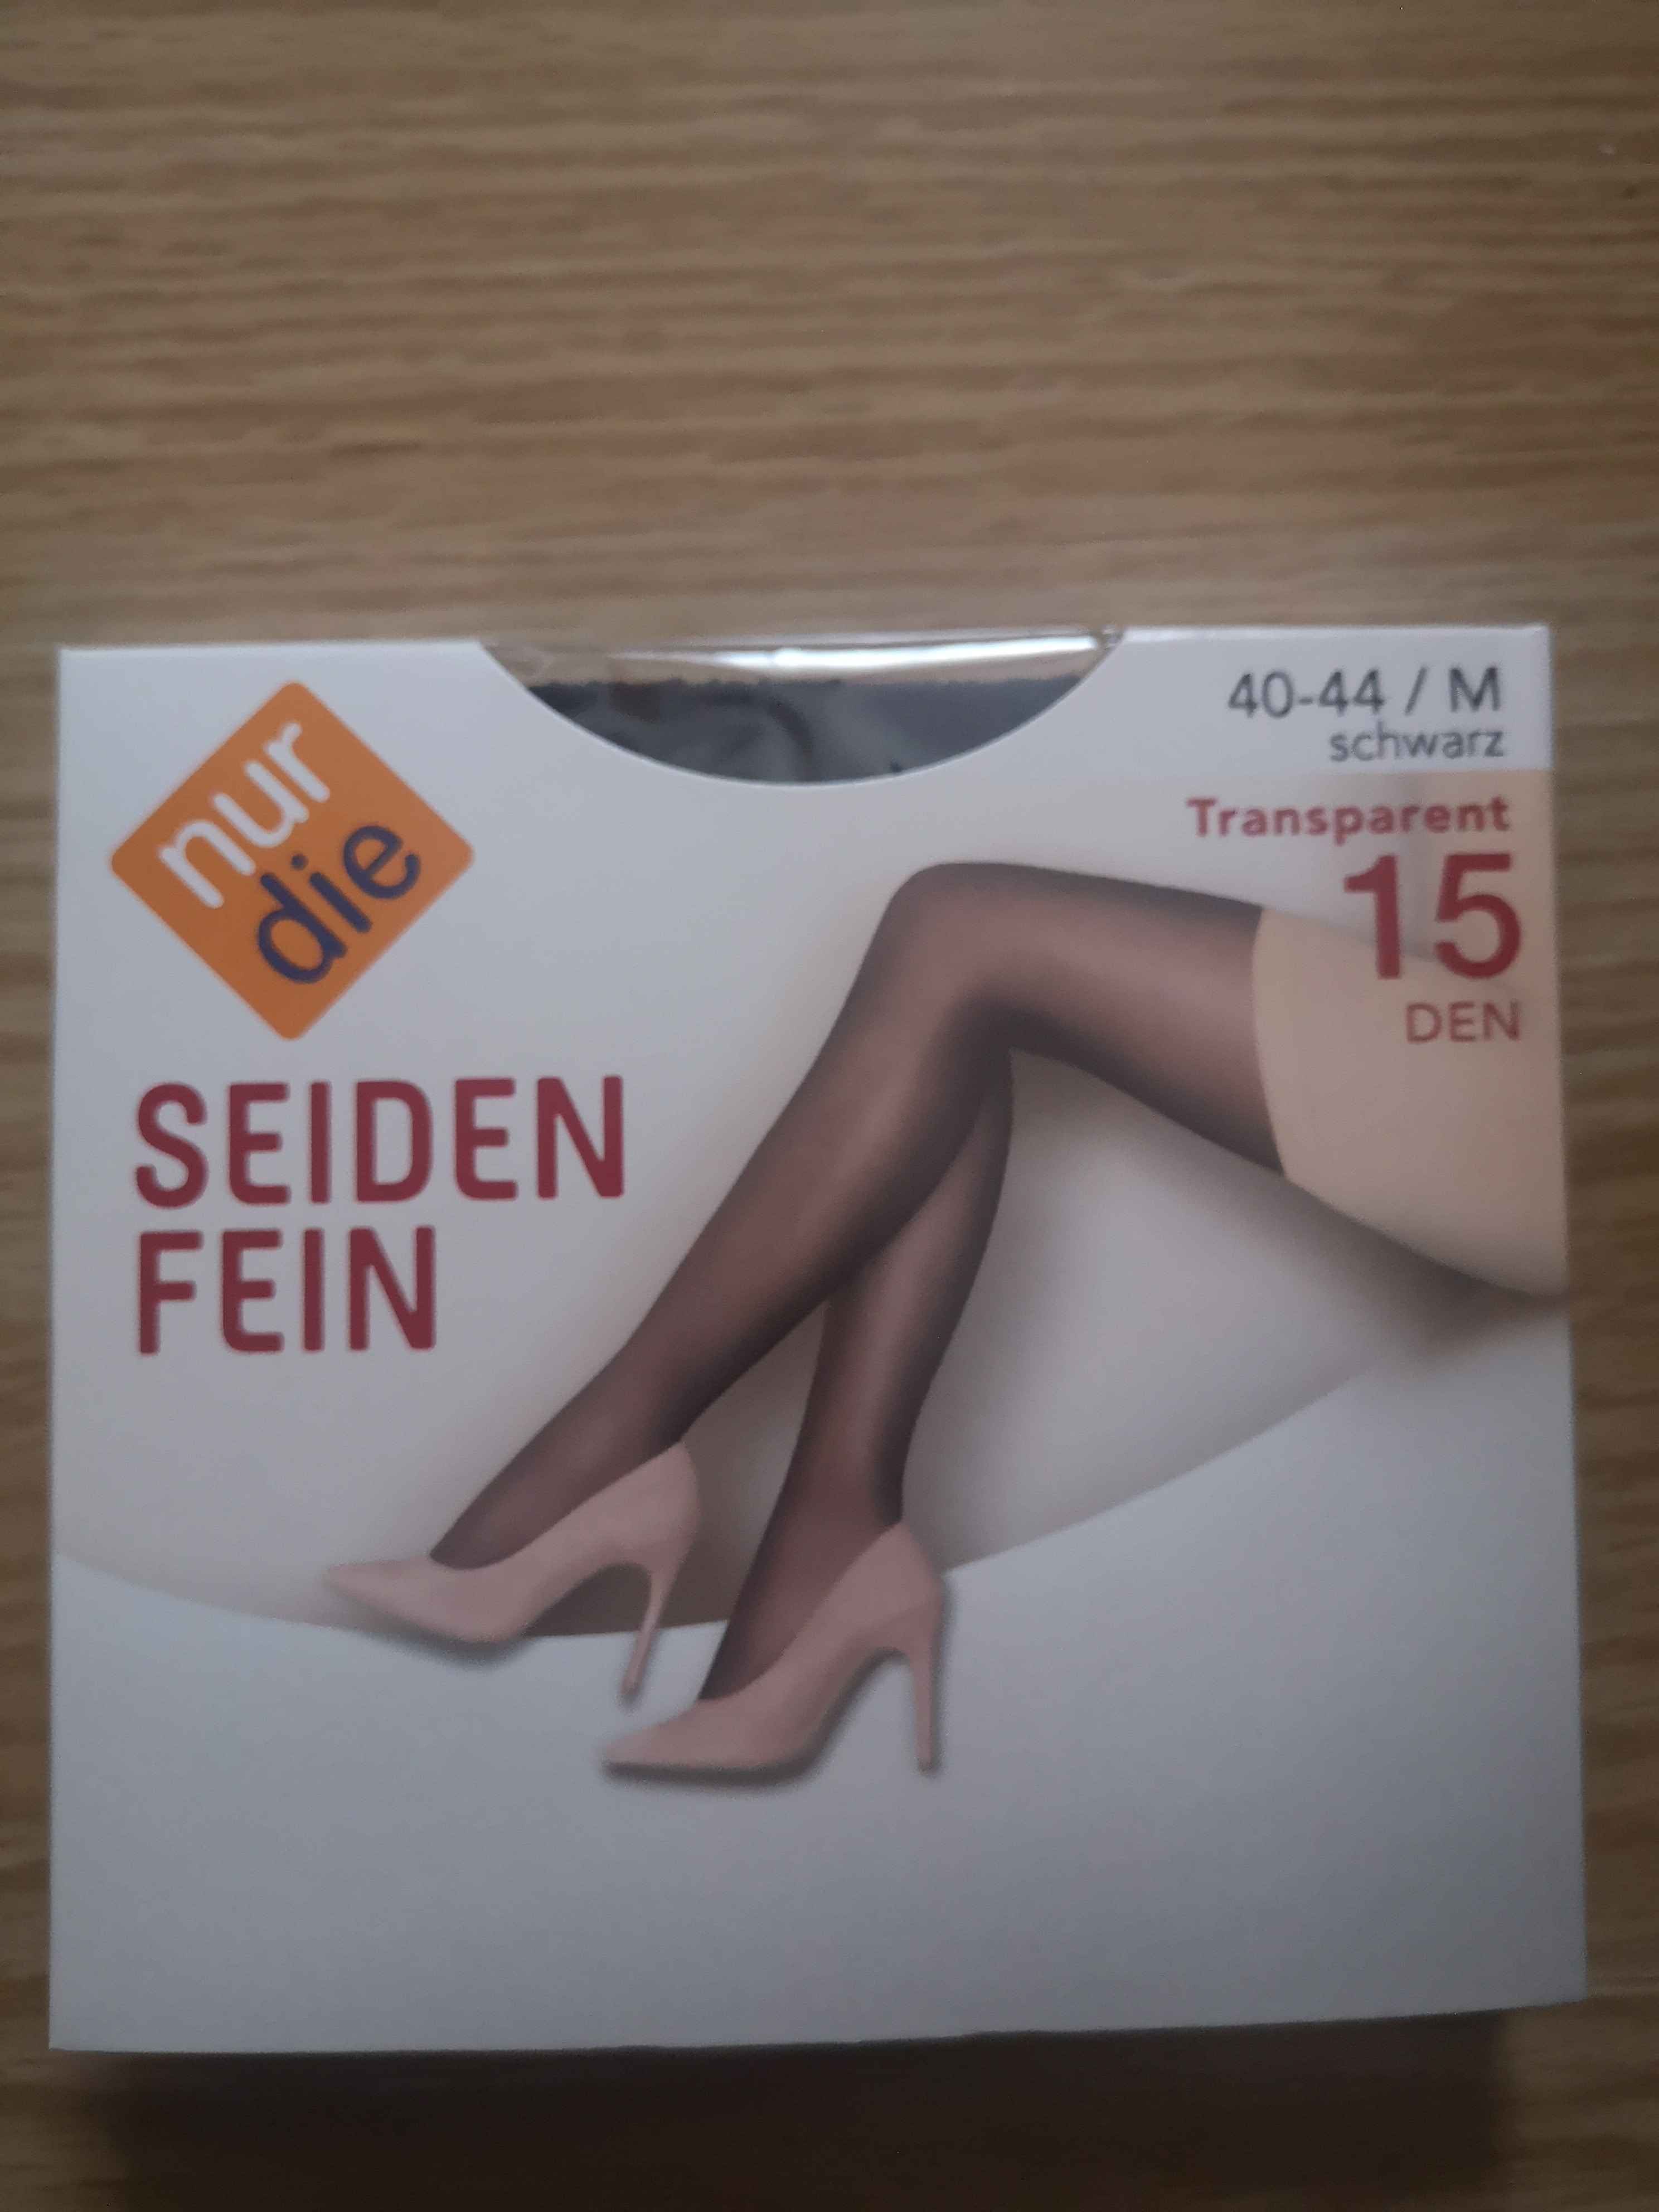 nur
die
40-44 / M
schwarz
Transparent
15
DEN
SEIDEN
FEIN